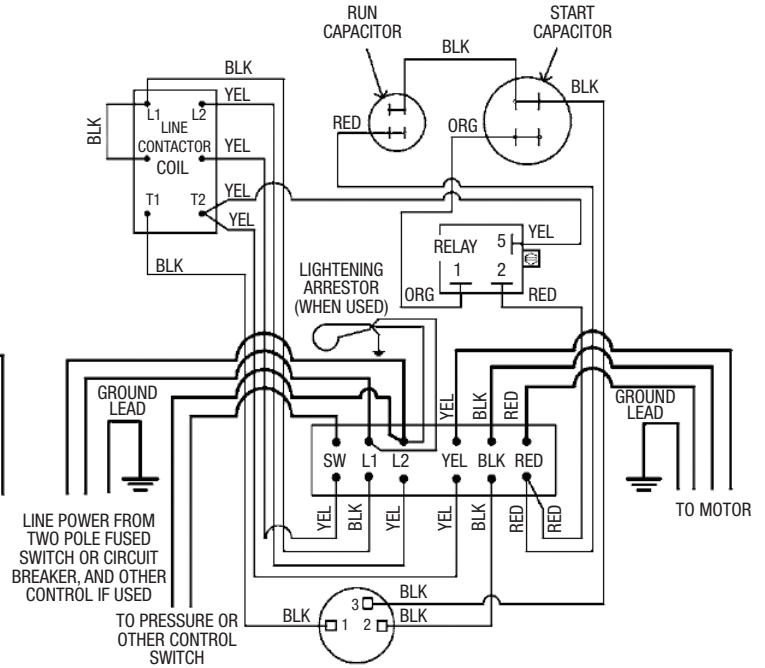 RUN
CAPACITOR
START
CAPACITOR
BLK
BLK
BLK
YEL
L1
L2
LINE
CONTACTOR
COIL
BLK
RED
ORG
YEL
T1
T2
YEL
YEL
BLK
YEL
RELAY
5
1
2
ORG
RED
LIGHTENING
ARRESTOR
(WHEN USED)
GROUND
LEAD
YEL
BLK
RED
GROUND
LEAD
SW
L1
L2
YEL
BLK
RED
YEL
BLK
YEL
YEL
BLK
RED
RED
TO MOTOR
LINE POWER FROM
TWO POLE FUSED
SWITCH OR CIRCUIT
BREAKER, AND OTHER
CONTROL IF USED
TO PRESSURE OR
OTHER CONTROL
SWITCH
BLK
3
BLK
1
2
BLK